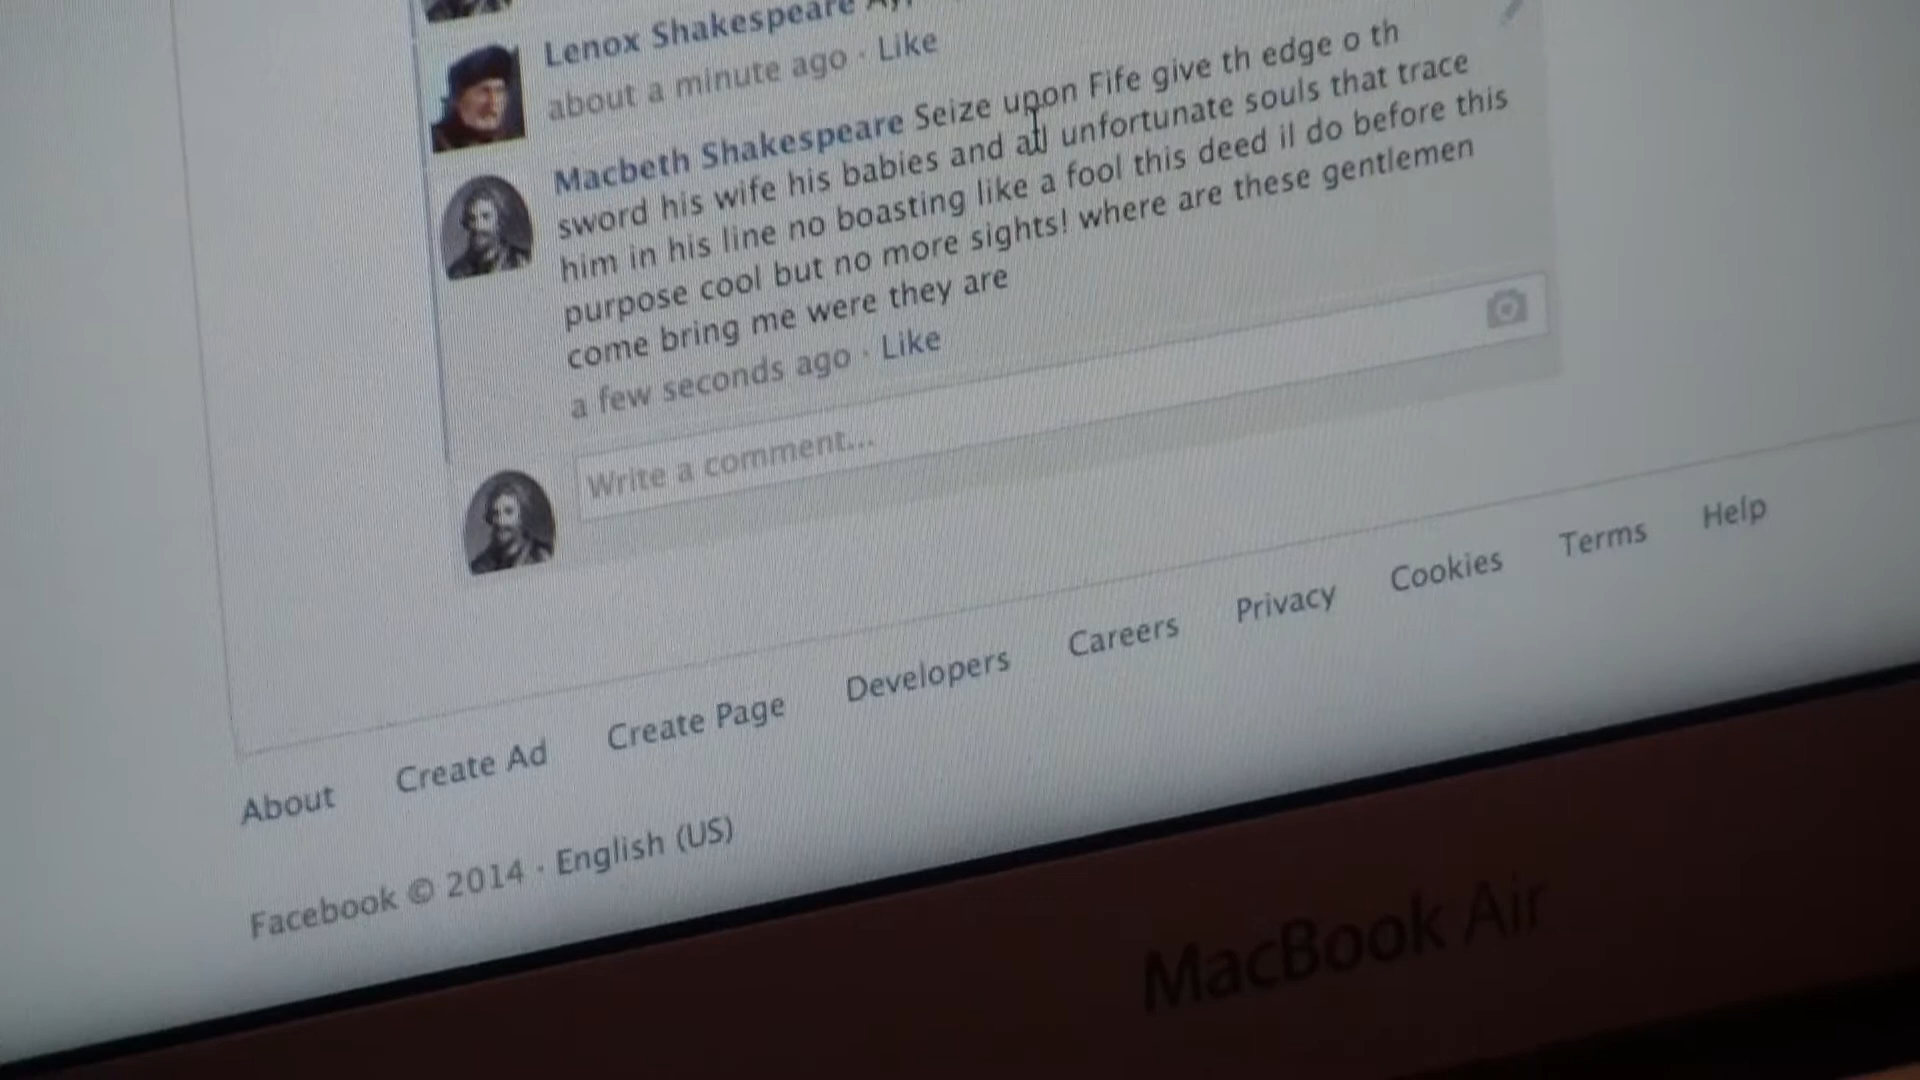 Lenox Shakespeare
about a minute ago · Like
Macbeth Shakespeare Seize upon Fife give th edge o th
sword his wife his babies and all unfortunate souls that trace
him in his line no boasting like a fool this deed il do before this
purpose cool but no more sights! where are these gentlemen
come bring me were they are
a few seconds ago · Like
Write a comment...
About Create Ad Create Page Developers Careers Privacy Cookies Terms Help
Facebook © 2014 · English (US)
MacBook Air